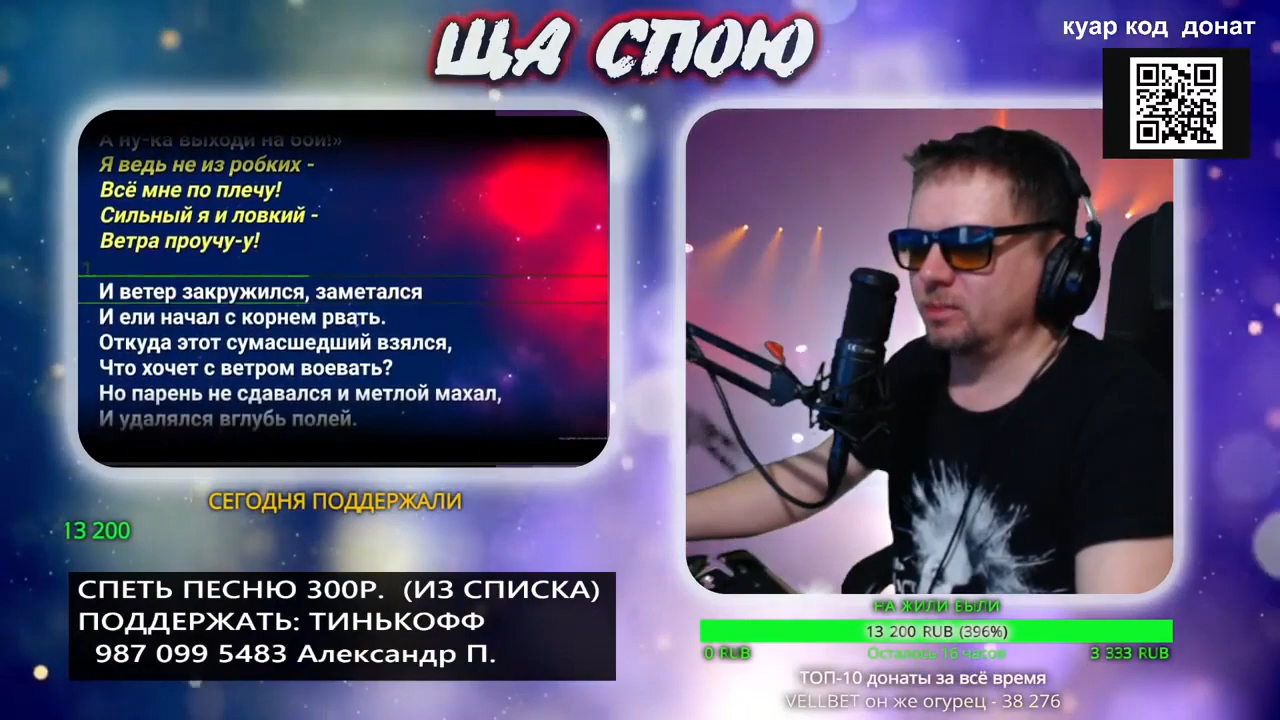 ЩА СПОЮ
куар код  донат
А ну-ка выходи на бой!»
Я ведь не из робких -
Всё мне по плечу!
Сильный я и ловкий -
Ветра проучу-у!
1
И ветер закружился, заметался
И ели начал с корнем рвать.
Откуда этот сумасшедший взялся,
Что хочет с ветром воевать?
Но парень не сдавался и метлой махал,
И удалялся вглубь полей.
СЕГОДНЯ ПОДДЕРЖАЛИ
13 200
СПЕТЬ ПЕСНЮ 300Р.  (ИЗ СПИСКА)
ПОДДЕРЖАТЬ: ТИНЬКОФФ
987 099 5483 Александр П.
НА ЖИЛИ БЫЛИ
13 200 RUB (396%)
0 RUB Осталось 16 часов 3 333 RUB
ТОП-10 донаты за всё время
VELLBET он же огурец - 38 276